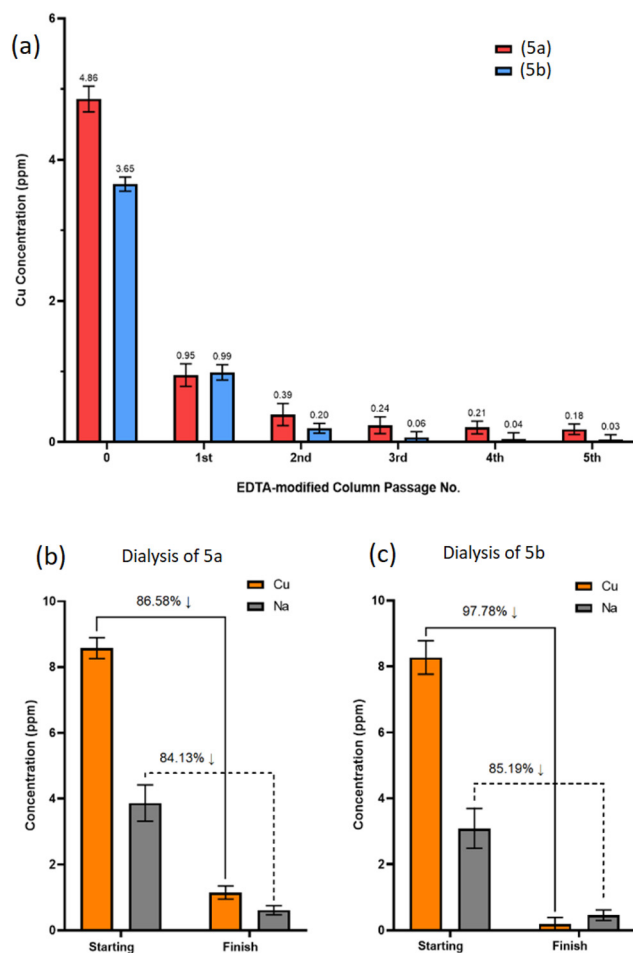 (a)
6
(5a)
(5b)
4.86
4
3.65
Cu Concentration (ppm)
2
0.95
0.99
0.39
0.20
0.24
0.06
0.21
0.04
0.18
0.03
0
0
1st
2nd
3rd
4th
5th
EDTA-modified Column Passage No.
(b)
Dialysis of 5a
Cu
Na
10
86.58% ↓
8
6
84.13% ↓
4
2
0
Concentration (ppm)
Starting
Finish
(c)
Dialysis of 5b
Cu
Na
10
97.78% ↓
8
6
85.19% ↓
4
2
0
Concentration (ppm)
Starting
Finish